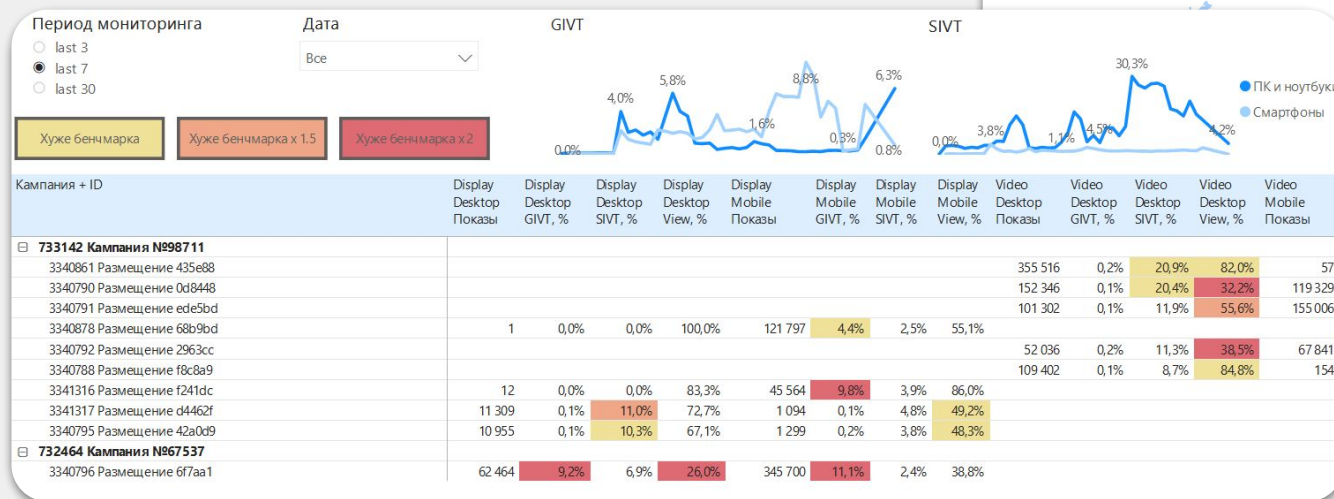 Период мониторинга
last 3
last 7
last 30
Дата
Все
GIVT
SIVT
0,0%
4,0%
5,8%
1,6%
8,8%
0,3%
6,3%
0,8%
0,0%
3,8%
1,1%
4,5%
30,3%
4,2%
ПК и ноутбуки
Смартфоны
Хуже бенчмарка
Хуже бенчмарка x 1.5
Хуже бенчмарка x 2
Кампания + ID
Display Desktop Показы
Display Desktop GIVT, %
Display Desktop SIVT, %
Display Desktop View, %
Display Mobile Показы
Display Mobile GIVT, %
Display Mobile SIVT, %
Display Mobile View, %
Video Desktop Показы
Video Desktop GIVT, %
Video Desktop SIVT, %
Video Desktop View, %
Video Mobile Показы
733142 Кампания №98711
3340861 Размещение 435e88 355 516 0,2% 20,9% 82,0% 57
3340790 Размещение 0d8448 152 346 0,1% 20,4% 32,2% 119 329
3340791 Размещение ede5bd 101 302 0,1% 11,9% 55,6% 155 006
3340878 Размещение 68b9bd 1 0,0% 0,0% 100,0% 121 797 4,4% 2,5% 55,1%
3340792 Размещение 2963cc 52 036 0,2% 11,3% 38,5% 67 841
3340788 Размещение f8c8a9 109 402 0,1% 8,7% 84,8% 154
3341316 Размещение f241dc 12 0,0% 0,0% 83,3% 45 564 9,8% 3,9% 86,0%
3341317 Размещение d4462f 11 309 0,1% 11,0% 72,7% 1 094 0,1% 4,8% 49,2%
3340795 Размещение 42a0d9 10 955 0,1% 10,3% 67,1% 1 299 0,2% 3,8% 48,3%
732464 Кампания №67537
3340796 Размещение 6f7aa1 62 464 9,2% 6,9% 26,0% 345 700 11,1% 2,4% 38,8%